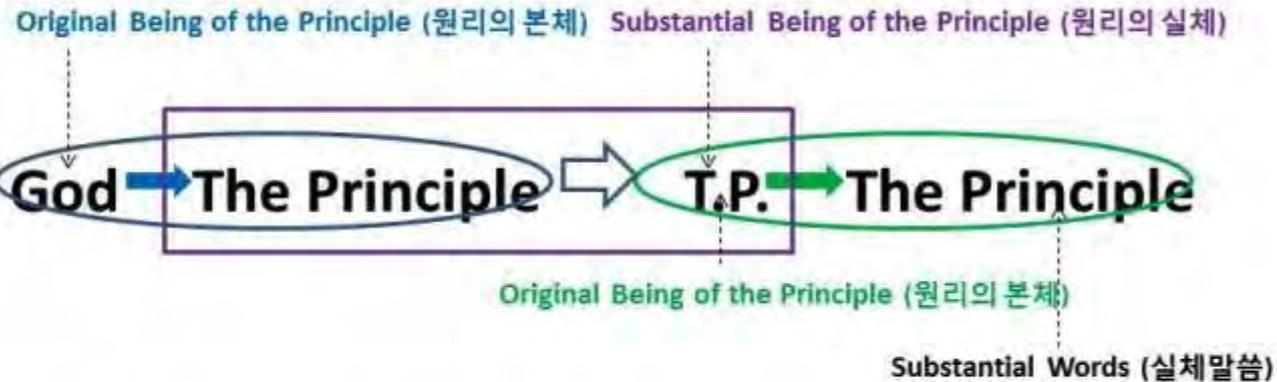 Original Being of the Principle (원리의 본체) Substantial Being of the Principle (원리의 실체)
God The Principle T.P. The Principle
Original Being of the Principle (원리의 본체)
Substantial Words (실체말씀)